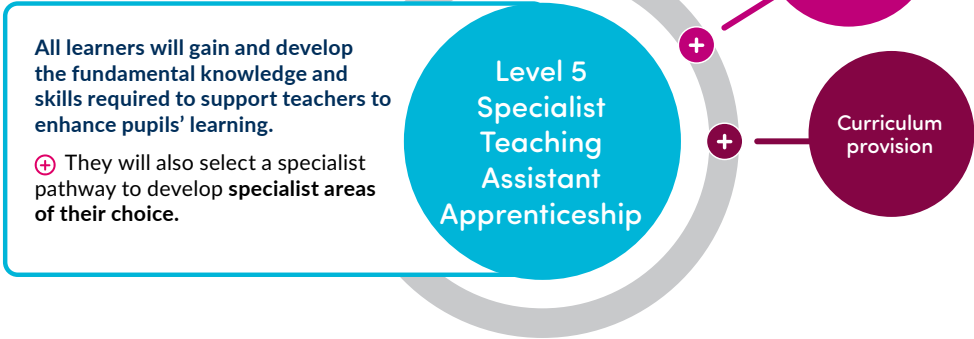 All learners will gain and develop
the fundamental knowledge and
skills required to support teachers to
enhance pupils’ learning.
They will also select a specialist
pathway to develop specialist areas
of their choice.
Level 5
Specialist
Teaching
Assistant
Apprenticeship
Curriculum
provision